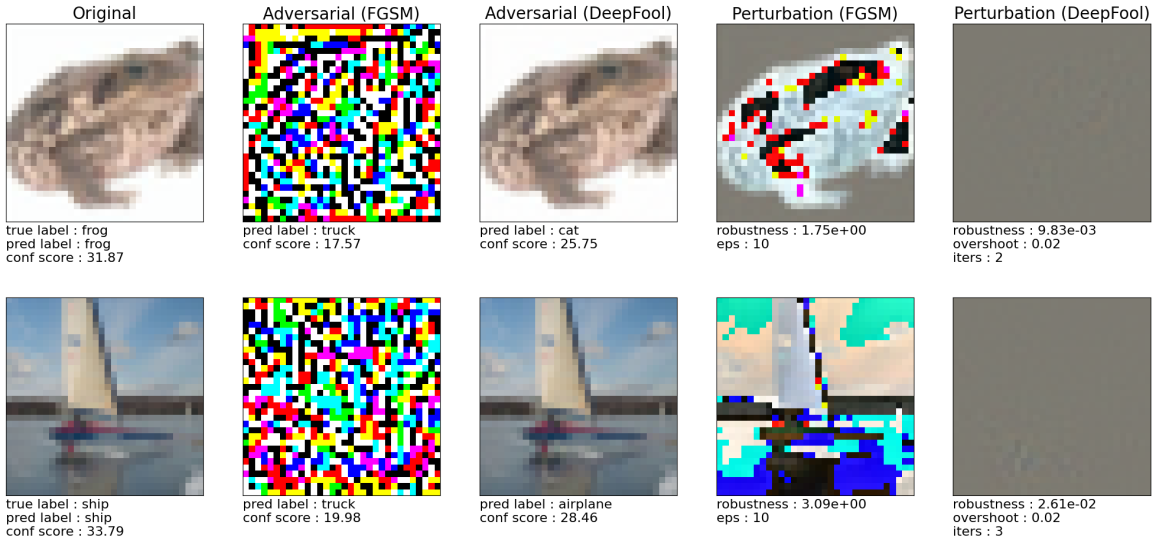 Original
Adversarial (FGSM)
Adversarial (DeepFool)
Perturbation (FGSM)
Perturbation (DeepFool)
true label : frog
pred label : frog
conf score : 31.87
pred label : truck
conf score : 17.57
pred label : cat
conf score : 25.75
robustness : 1.75e+00
eps : 10
robustness : 9.83e-03
overshoot : 0.02
iters : 2
true label : ship
pred label : ship
conf score : 33.79
pred label : truck
conf score : 19.98
pred label : airplane
conf score : 28.46
robustness : 3.09e+00
eps : 10
robustness : 2.61e-02
overshoot : 0.02
iters : 3